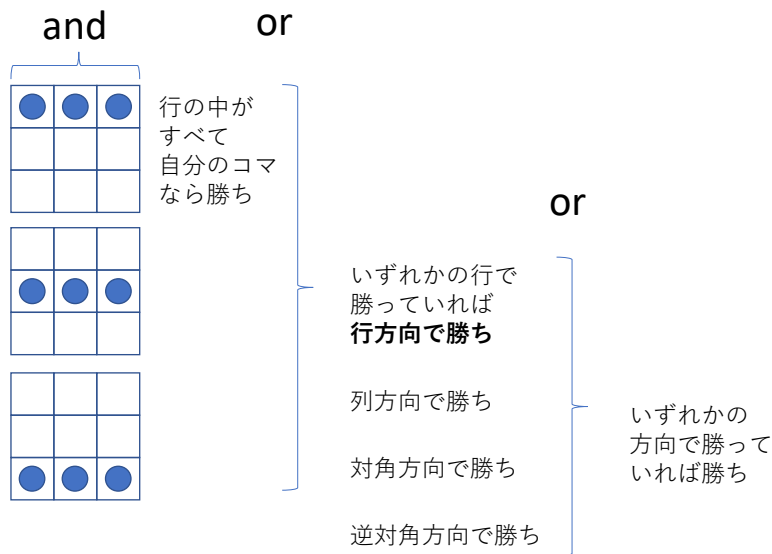 and
or
行の中が
すべて
自分のコマ
なら勝ち
or
いずれかの行で
勝っていれば
行方向で勝ち
列方向で勝ち
対角方向で勝ち
逆対角方向で勝ち
いずれかの
方向で勝って
いれば勝ち